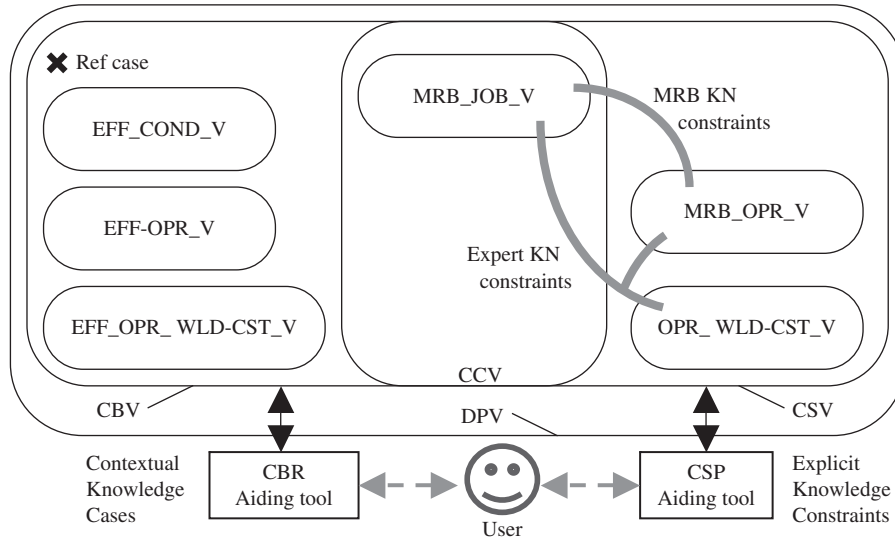 Ref case
EFF_COND_V
EFF-OPR_V
EFF_OPR_ WLD-CST_V
MRB_JOB_V
MRB KN
constraints
MRB_OPR_V
Expert KN
constraints
OPR_ WLD-CST_V
CCV
CBV
DPV
CSV
Contextual
Knowledge
Cases
CBR
Aiding tool
User
CSP
Aiding tool
Explicit
Knowledge
Constraints